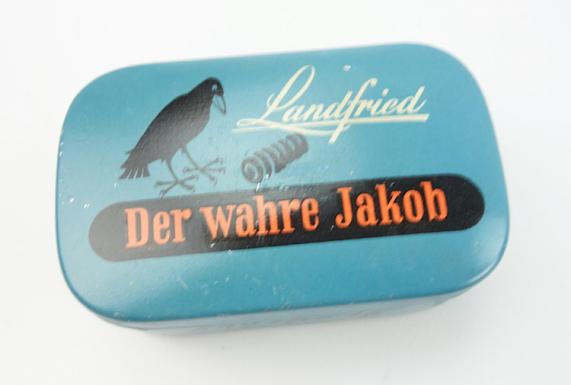 Landfried
Der wahre Jakob